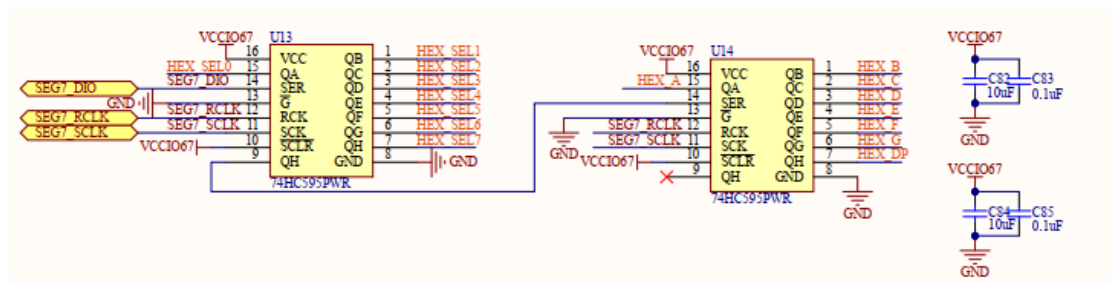 U13
VCCIO67
16 VCC QB 1 HEX_SEL1
HEX_SEL0 15 QA QC 2 HEX_SEL2
SEG7_DIO SEG7_DIO 14 SER QD 3 HEX_SEL3
GND 13 G QE 4 HEX_SEL4
SEG7_RCLK SEG7_RCLK 12 RCK QF 5 HEX_SEL5
SEG7_SCLK SEG7_SCLK 11 SCK QG 6 HEX_SEL6
VCCIO67 10 SCLR QH 7 HEX_SEL7
9 QH GND 8 GND
74HC595PWR
U14
VCCIO67
16 VCC QB 1 HEX_B
HEX_A 15 QA QC 2 HEX_C
14 SER QD 3 HEX_D
13 G QE 4 HEX_E
GND SEG7_RCLK 12 RCK QF 5 HEX_F
SEG7_SCLK 11 SCK QG 6 HEX_G
VCCIO67 10 SCLR QH 7 HEX_DP
9 QH GND 8
74HC595PWR
GND
VCCIO67
C82 C83
10uF 0.1uF
GND
VCCIO67
C84 C85
10uF 0.1uF
GND